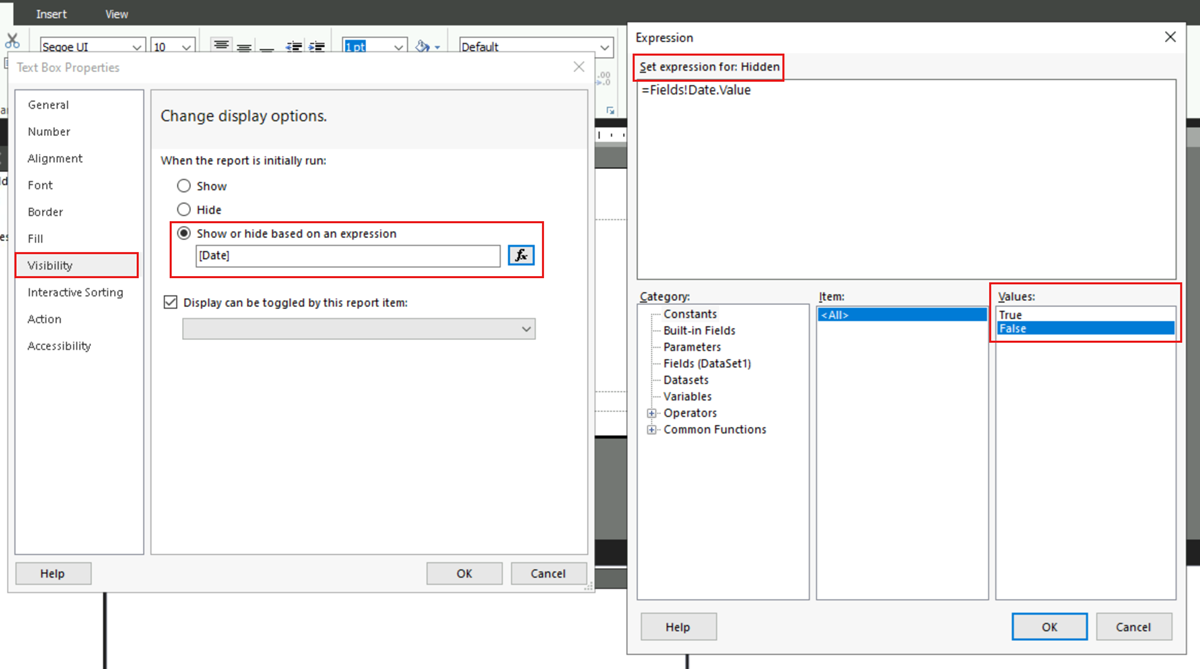 Insert View
Segoe UI 10 1 pt Default
Text Box Properties
General
Number
Alignment
Font
Border
Fill
Visibility
Interactive Sorting
Action
Accessibility
Change display options.
When the report is initially run:
Show
Hide
Show or hide based on an expression
[Date]
fx
Display can be toggled by this report item:
Help OK Cancel
Expression
Set expression for: Hidden
=Fields!Date.Value
Category:
Constants
Built-in Fields
Parameters
Fields (DataSet1)
Datasets
Variables
Operators
Common Functions
Item:
<All>
Values:
True
False
Help OK Cancel